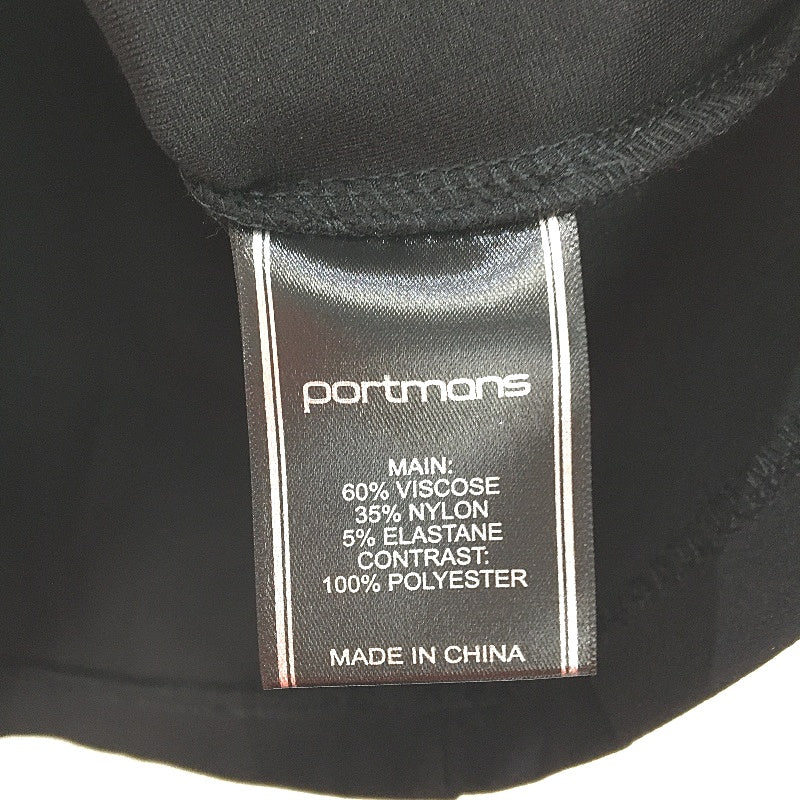 portmans
MAIN:
60% VISCOSE
35% NYLON
5% ELASTANE
CONTRAST:
100% POLYESTER
MADE IN CHINA